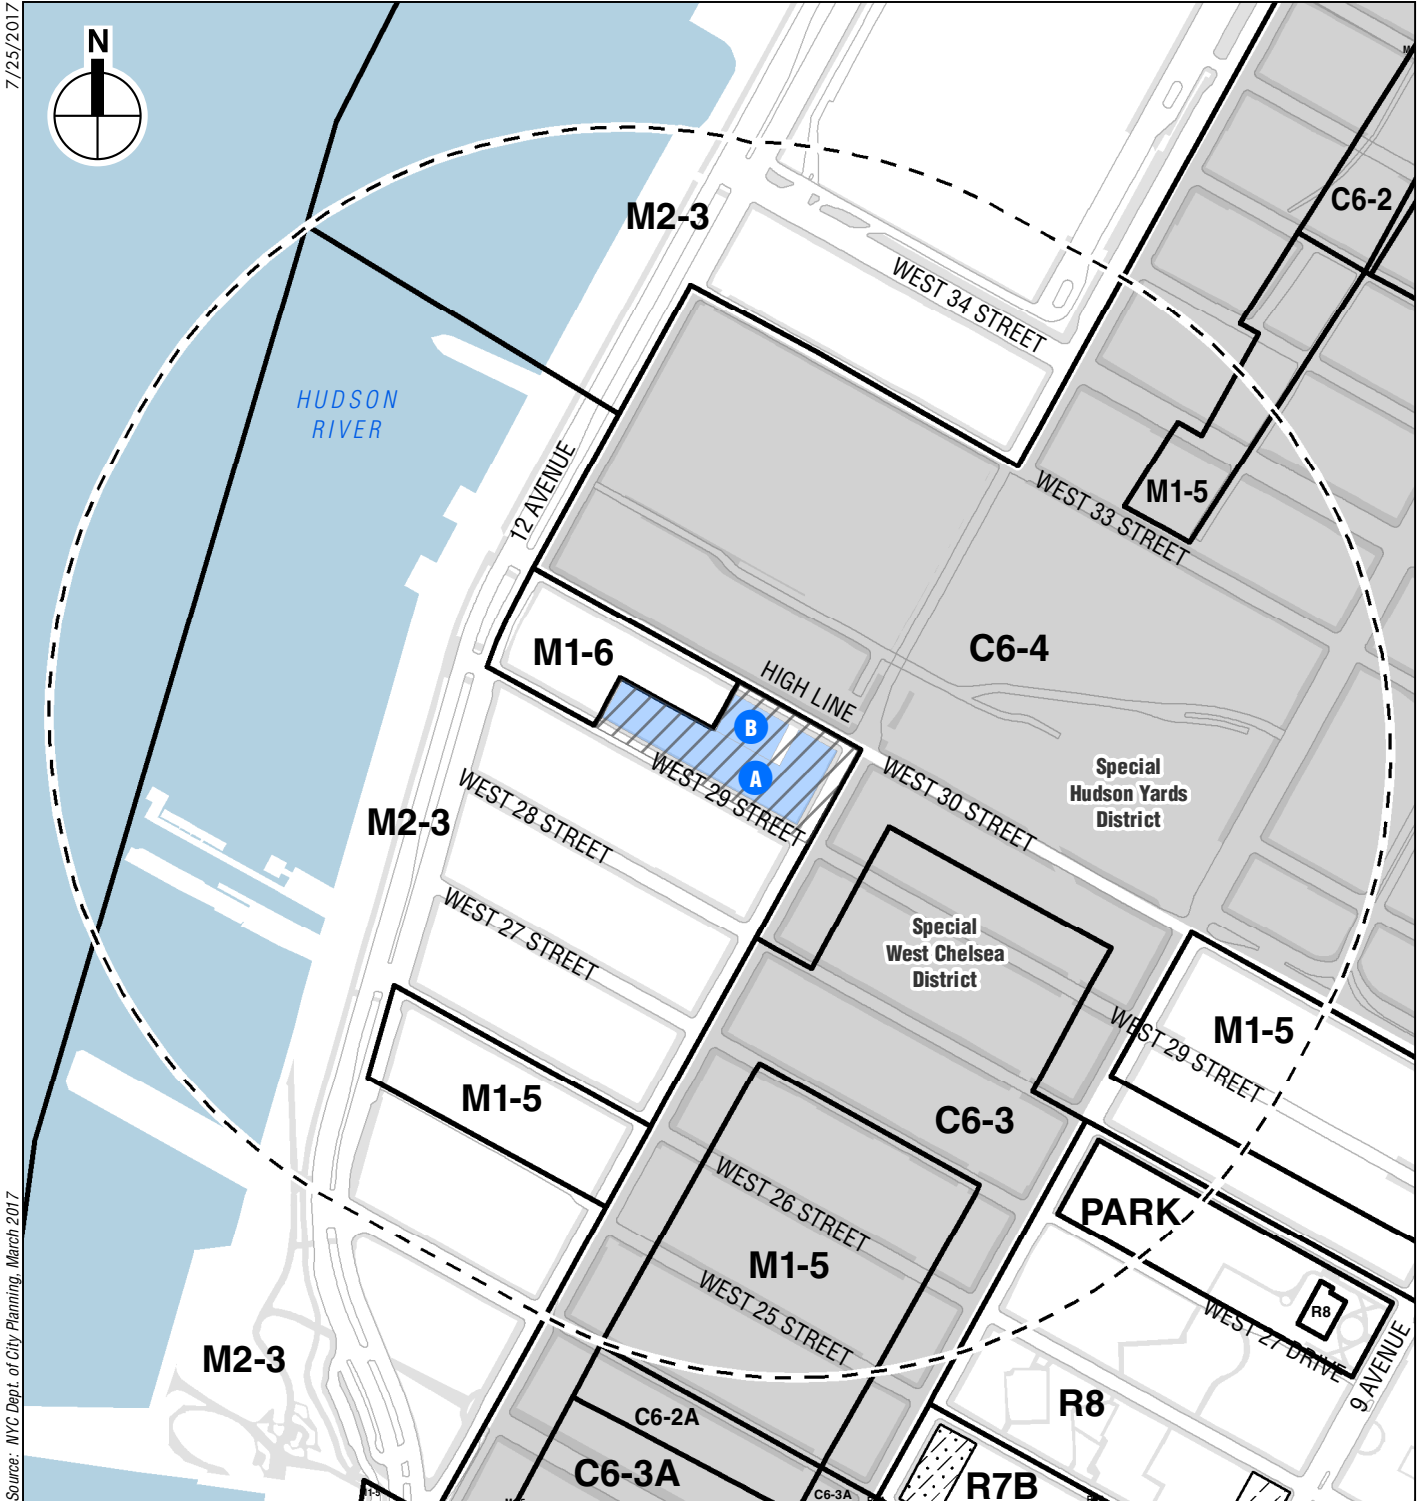 7/25/2017
N
M2-3
WEST 34 STREET
C6-2
HUDSON
RIVER
12 AVENUE
WEST 33 STREET
M1-5
M1-6
C6-4
HIGH LINE
B
A
WEST 29 STREET
WEST 30 STREET
Special
Hudson Yards
District
M2-3
WEST 28 STREET
WEST 27 STREET
Special
West Chelsea
District
M1-5
WEST 29 STREET
M1-5
C6-3
WEST 26 STREET
PARK
M1-5
WEST 25 STREET
R8
WEST 27 DRIVE
9 AVENUE
M2-3
R8
C6-2A
C6-3A
C6-3A
R7B
Source: NYC Dept. of City Planning, March 2017